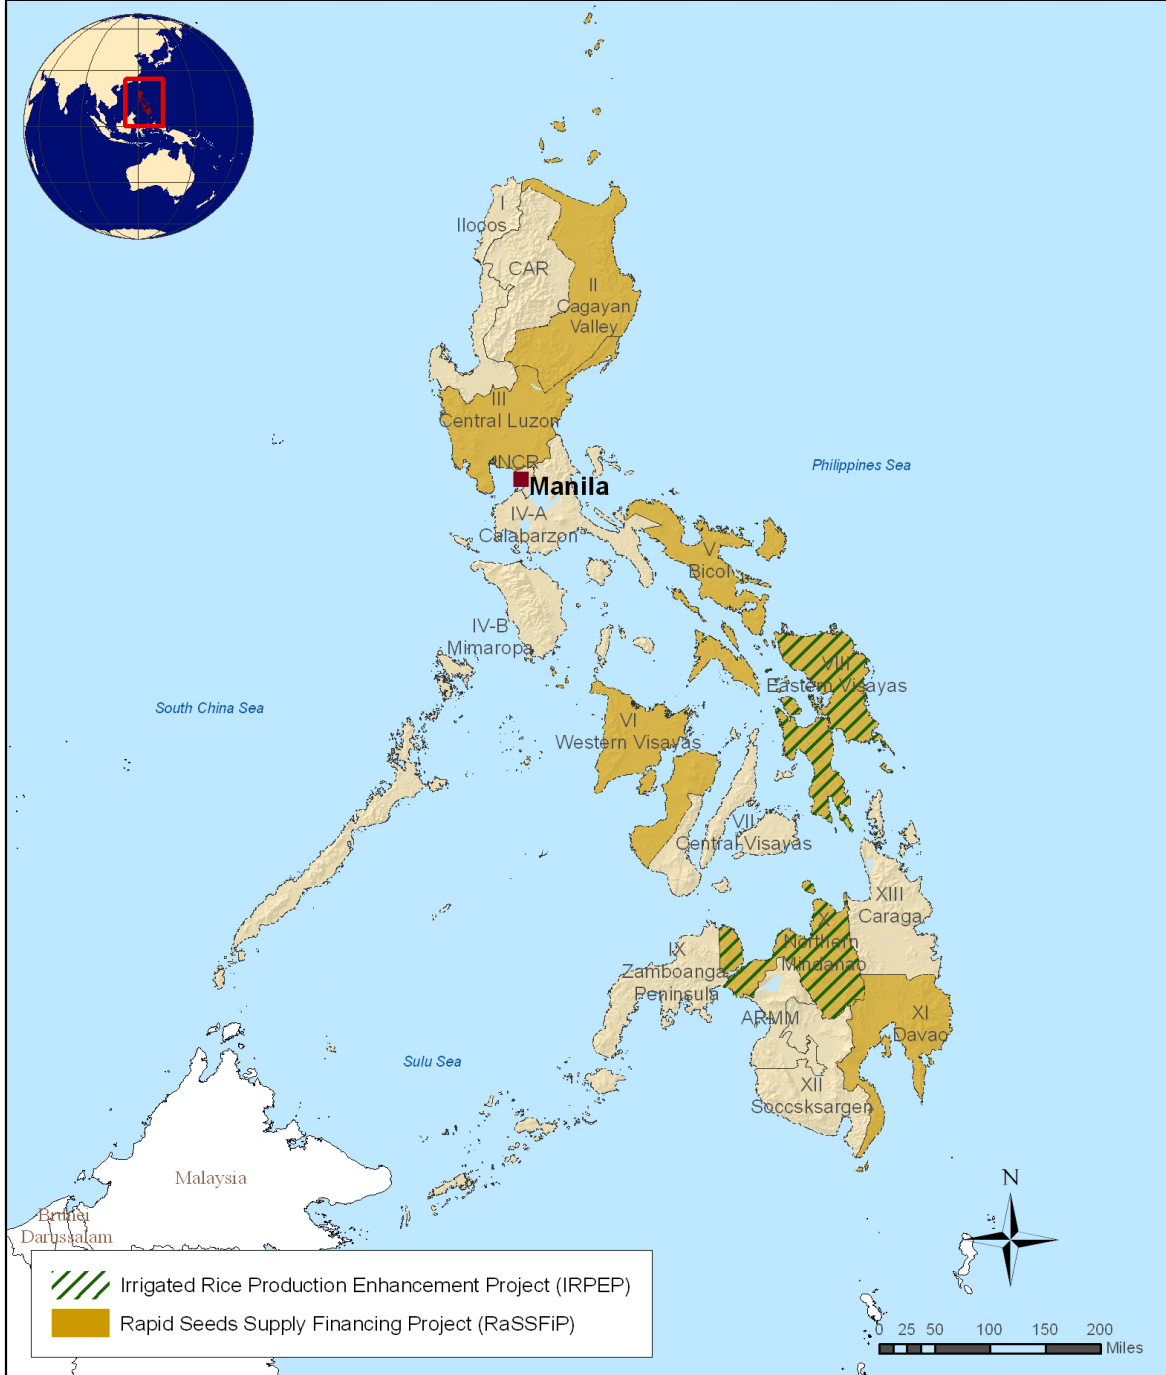 I
Ilocos
CAR
II
Cagayan
Valley
III
Central Luzon
NCR
Manila
Philippines Sea
IV-A
Calabarzon
V
Bicol
IV-B
Mimaropa
VIII
Eastern Visayas
South China Sea
VI
Western Visayas
VII
Central Visayas
XIII
Caraga
X
Northern
Mindanao
IX
Zamboanga
Peninsula
XI
Davao
ARMM
Sulu Sea
XII
Soccsksargen
Malaysia
N
Brunei
Darussalam
Irrigated Rice Production Enhancement Project (IRPEP)
Rapid Seeds Supply Financing Project (RaSSFiP)
0 25 50 100 150 200
Miles